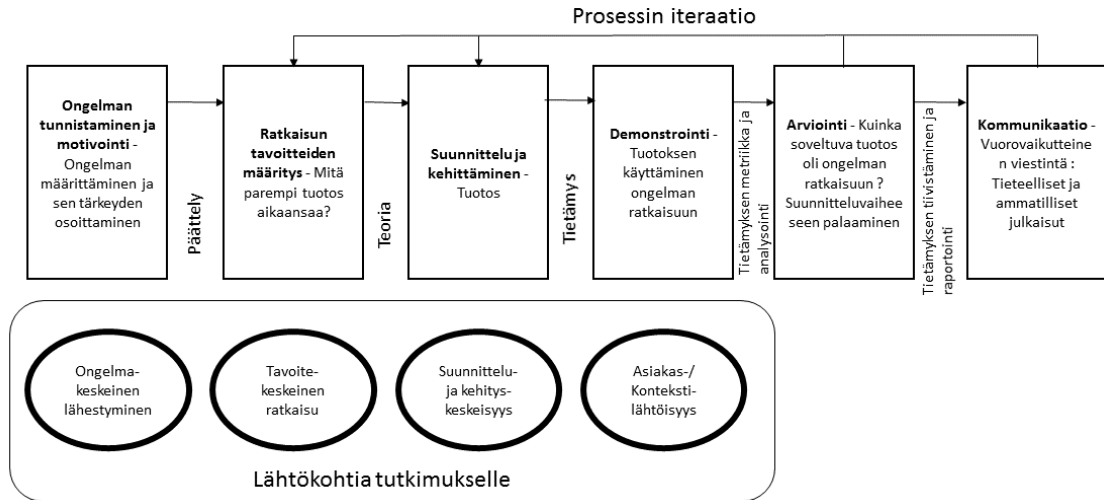 Prosessin iteraatio
Ongelman
tunnistaminen ja
motivointi -
Ongelman
määrittäminen ja
sen tärkeyden
osoittaminen
Päättely
Ratkaisun
tavoitteiden
määritys - Mitä
parempi tuotos
aikaansaa?
Teoria
Suunnittelu ja
kehittäminen -
Tuotos
Tietämys
Demonstrointi -
Tuotoksen
käyttäminen
ongelman
ratkaisuun
Tietämyksen metriikka ja
analysointi
Arviointi - Kuinka
soveltuva tuotos
oli ongelman
ratkaisuun ?
Suunnitteluvaihee
seen palaaminen
Tietämyksen tiivistäminen ja
raportointi
Kommunikaatio -
Vuorovaikutteine
n viestintä :
Tieteelliset ja
ammatilliset
julkaisut
Ongelma-
keskeinen
lähestyminen
Tavoite-
keskeinen
ratkaisu
Suunnittelu-
ja kehitys-
keskeisyys
Asiakas-/
Konteksti-
lähtöisyys
Lähtökohtia tutkimukselle